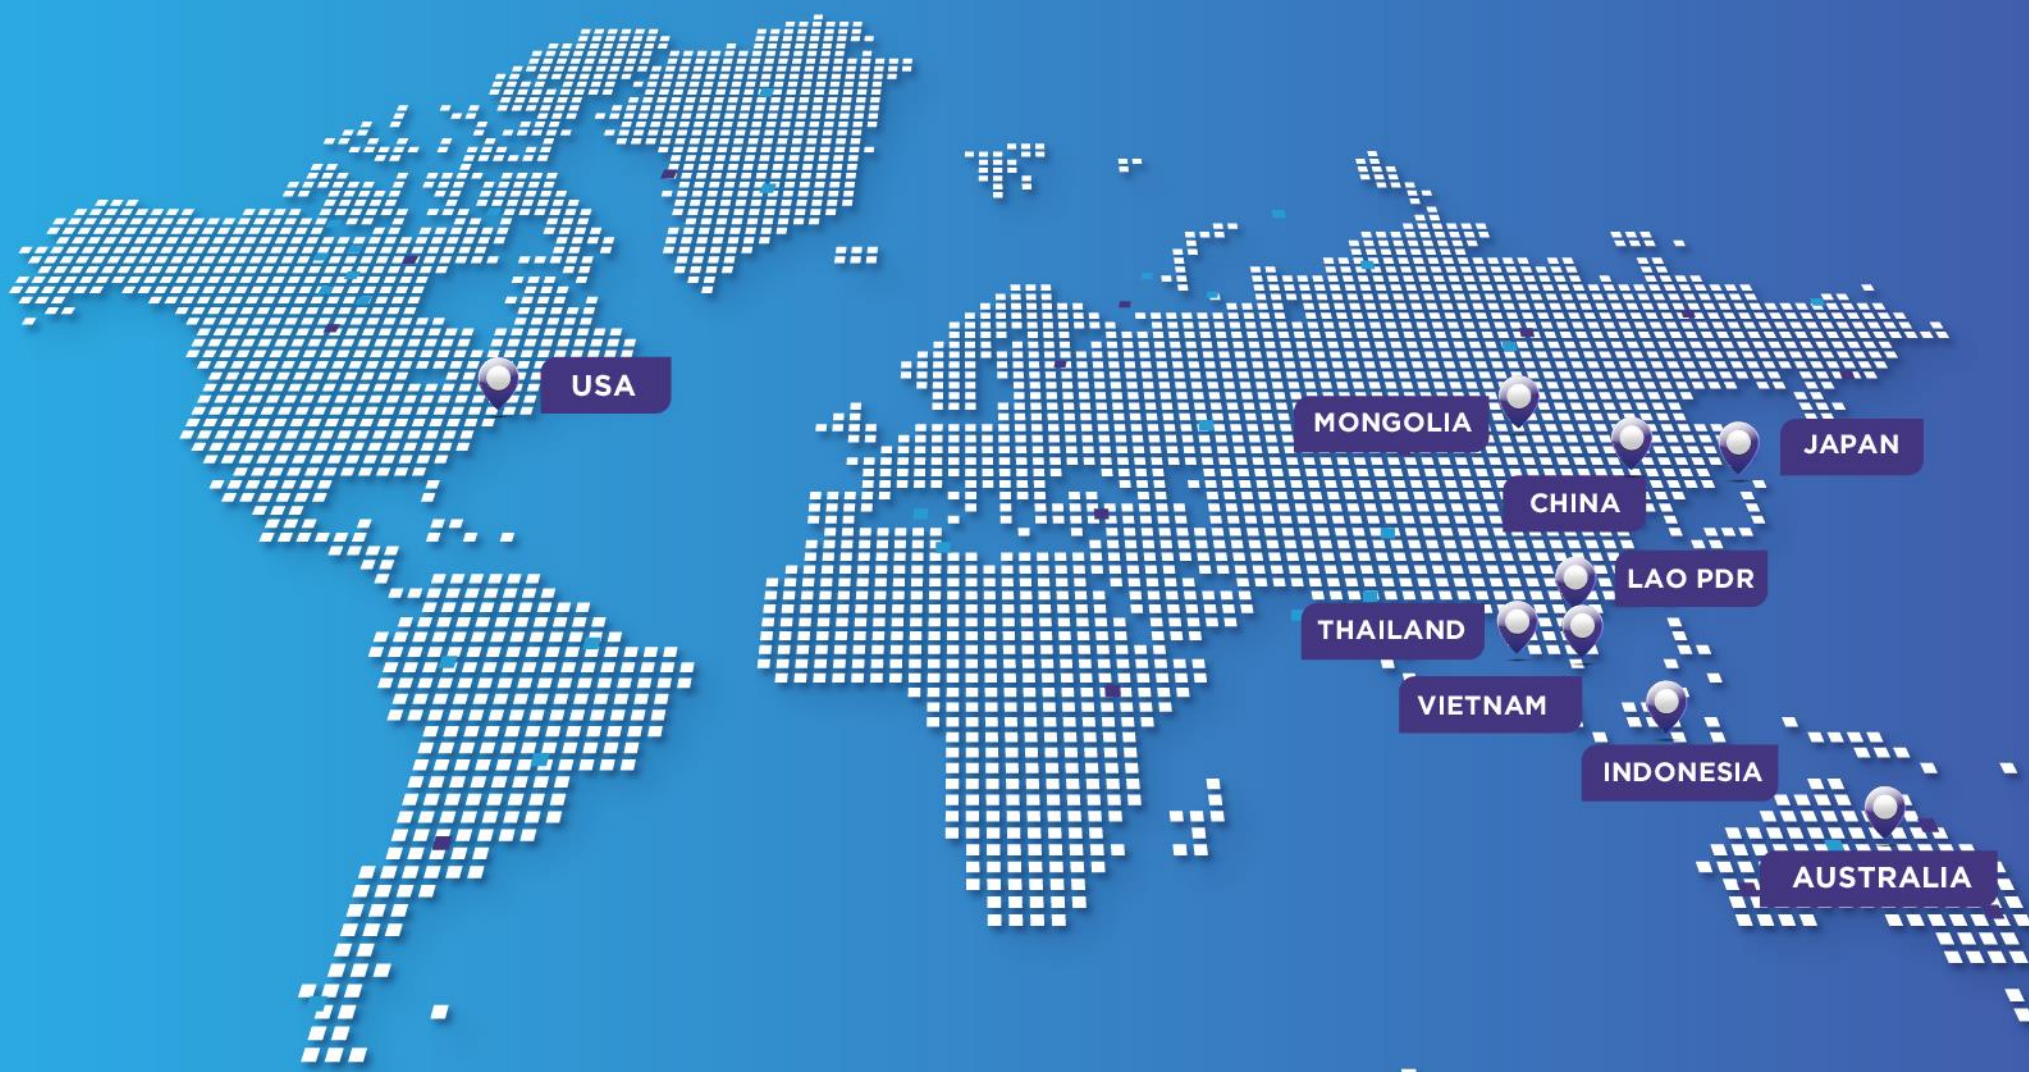 USA
MONGOLIA
JAPAN
CHINA
LAO PDR
THAILAND
VIETNAM
INDONESIA
AUSTRALIA